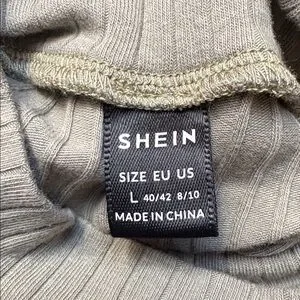 SHEIN
SIZE EU US
L 40/42 8/10
MADE IN CHINA